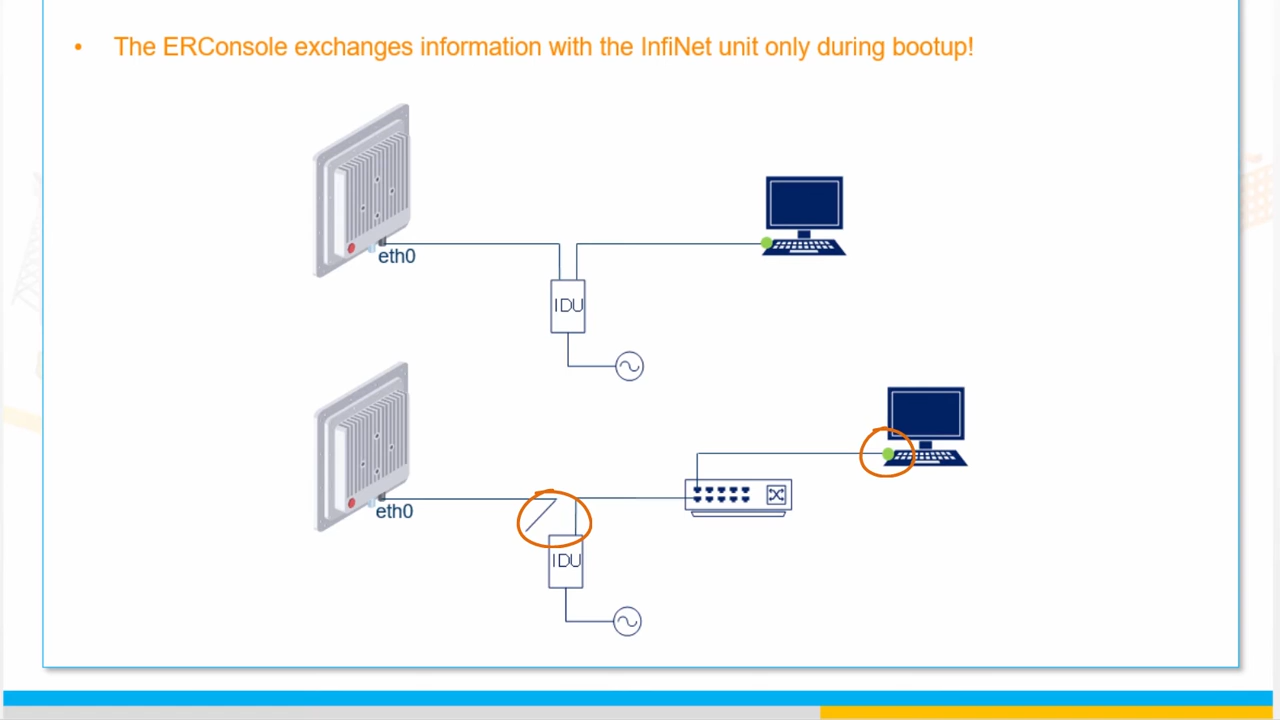 • The ERConsole exchanges information with the InfiNet unit only during bootup!
eth0
IDU
eth0
IDU